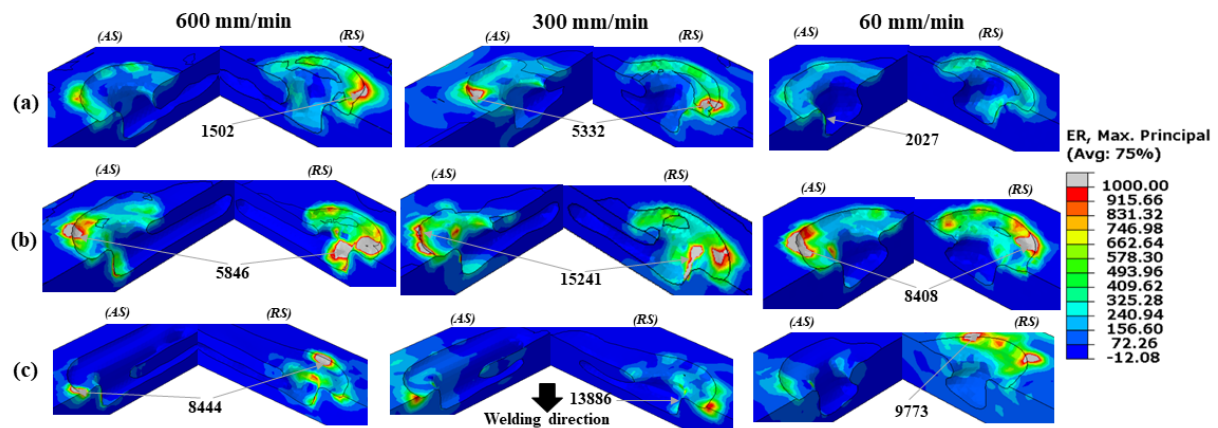 600 mm/min
300 mm/min
60 mm/min
(AS)
(RS)
(AS)
(RS)
(AS)
(RS)
(a)
1502
5332
2027
ER, Max. Principal
(Avg: 75%)
1000.00
915.66
831.32
746.98
662.64
578.30
493.96
409.62
325.28
240.94
156.60
72.26
-12.08
(AS)
(RS)
(AS)
(RS)
(AS)
(RS)
(b)
5846
15241
8408
(AS)
(RS)
(AS)
(RS)
(AS)
(RS)
(c)
8444
13886
9773
Welding direction